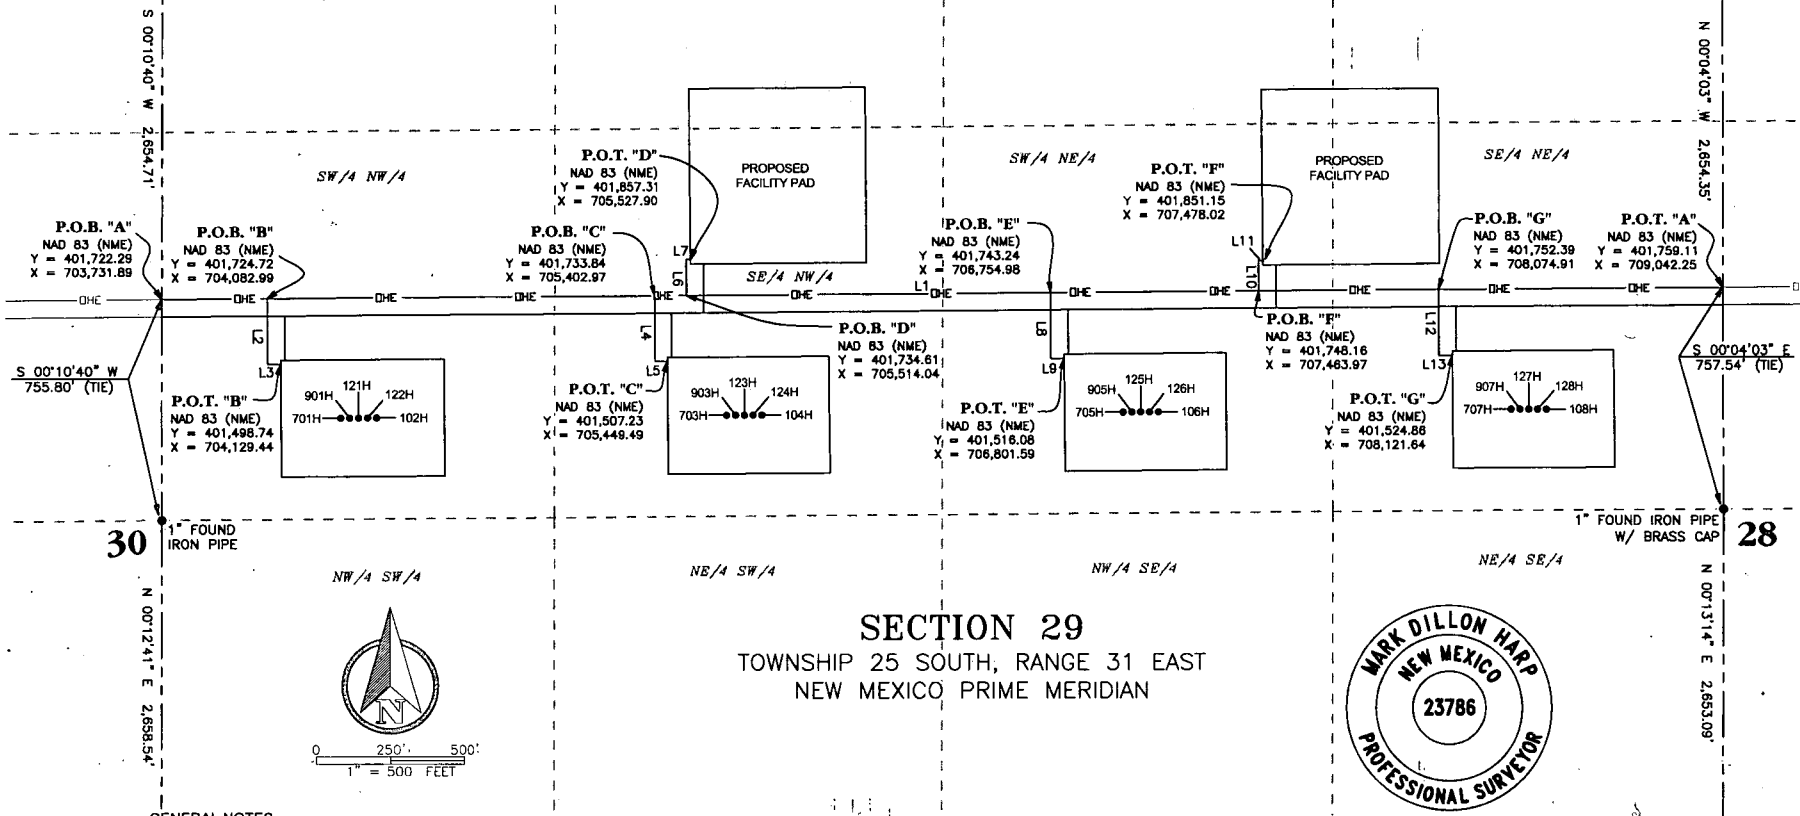 S 00°10'40" W 2,654.71'
N 00°04'03" W 2,654.35'
SW/4 NW/4
SW/4 NE/4
SE/4 NE/4
SE/4 NW/4
PROPOSED
FACILITY PAD
PROPOSED
FACILITY PAD
P.O.B. "A"
NAD 83 (NME)
Y = 401,722.29
X = 703,731.89
P.O.B. "B"
NAD 83 (NME)
Y = 401,724.72
X = 704,082.99
P.O.T. "D"
NAD 83 (NME)
Y = 401,857.31
X = 705,527.90
P.O.B. "C"
NAD 83 (NME)
Y = 401,733.84
X = 705,402.97
P.O.B. "E"
NAD 83 (NME)
Y = 401,743.24
X = 706,754.98
P.O.T. "F"
NAD 83 (NME)
Y = 401,851.15
X = 707,478.02
P.O.B. "G"
NAD 83 (NME)
Y = 401,752.39
X = 708,074.91
P.O.T. "A"
NAD 83 (NME)
Y = 401,759.11
X = 709,042.25
L7
L6
L11
L10
OHE OHE OHE OHE OHE OHE L1 OHE OHE OHE OHE OHE
L2
L3
L4
L5
L8
L9
L12
L13
P.O.B. "D"
NAD 83 (NME)
Y = 401,734.61
X = 705,514.04
P.O.B. "F"
NAD 83 (NME)
Y = 401,748.16
X = 707,463.97
S 00°10'40" W
755.80' (TIE)
S 00°04'03" E
757.54' (TIE)
P.O.T. "B"
NAD 83 (NME)
Y = 401,498.74
X = 704,129.44
901H 121H 122H
701H 102H
P.O.T. "C"
NAD 83 (NME)
Y = 401,507.23
X = 705,449.49
903H 123H 124H
703H 104H
P.O.T. "E"
NAD 83 (NME)
Y = 401,516.08
X = 706,801.59
905H 125H 126H
705H 106H
P.O.T. "G"
NAD 83 (NME)
Y = 401,524.88
X = 708,121.64
907H 127H 128H
707H 108H
30
1" FOUND
IRON PIPE
1" FOUND IRON PIPE
W/ BRASS CAP
28
N 00°12'41" E 2,658.54'
N 00°13'14" E 2,653.09'
NW/4 SW/4
NE/4 SW/4
NW/4 SE/4
NE/4 SE/4
N
0 250' 500'
1" = 500 FEET
SECTION 29
TOWNSHIP 25 SOUTH, RANGE 31 EAST
NEW MEXICO PRIME MERIDIAN
MARK DILLON HARP
NEW MEXICO
23786
PROFESSIONAL SURVEYOR
GENERAL NOTES